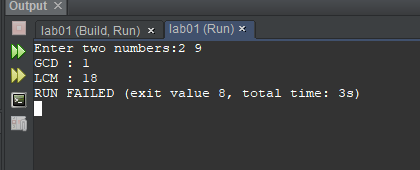 Output ×
lab01 (Build, Run) × lab01 (Run) ×
Enter two numbers:2 9
GCD : 1
LCM : 18
RUN FAILED (exit value 8, total time: 3s)